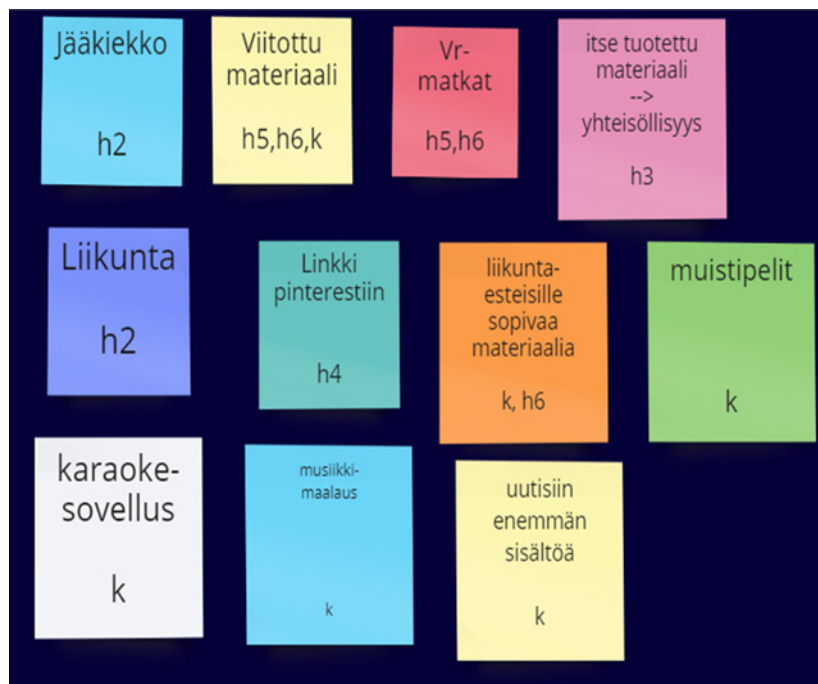 Jääkiekko
h2
Viitottu
materiaali
h5,h6,k
Vr-
matkat
h5,h6
itse tuotettu
materiaali
-->
yhteisöllisyys
h3
Liikunta
h2
Linkki
pinterestiin
h4
liikunta-
esteisille
sopivaa
materiaalia
k, h6
muistipelit
k
karaoke-
sovellus
k
musiikki-
maalaus
k
uutisiin
enemmän
sisältöä
k